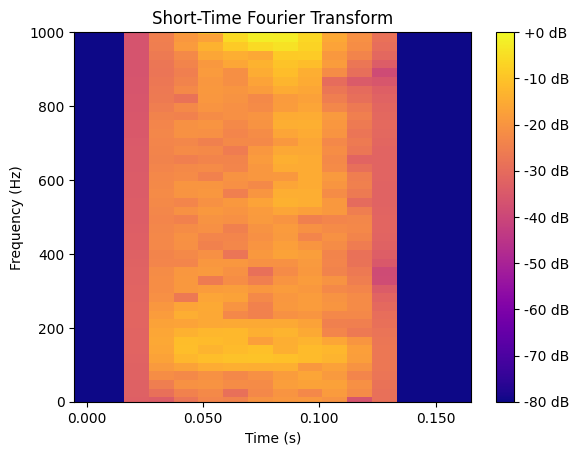 Short-Time Fourier Transform
Frequency (Hz)
1000
800
600
400
200
0
0.000
0.050
0.100
0.150
Time (s)
+0 dB
-10 dB
-20 dB
-30 dB
-40 dB
-50 dB
-60 dB
-70 dB
-80 dB